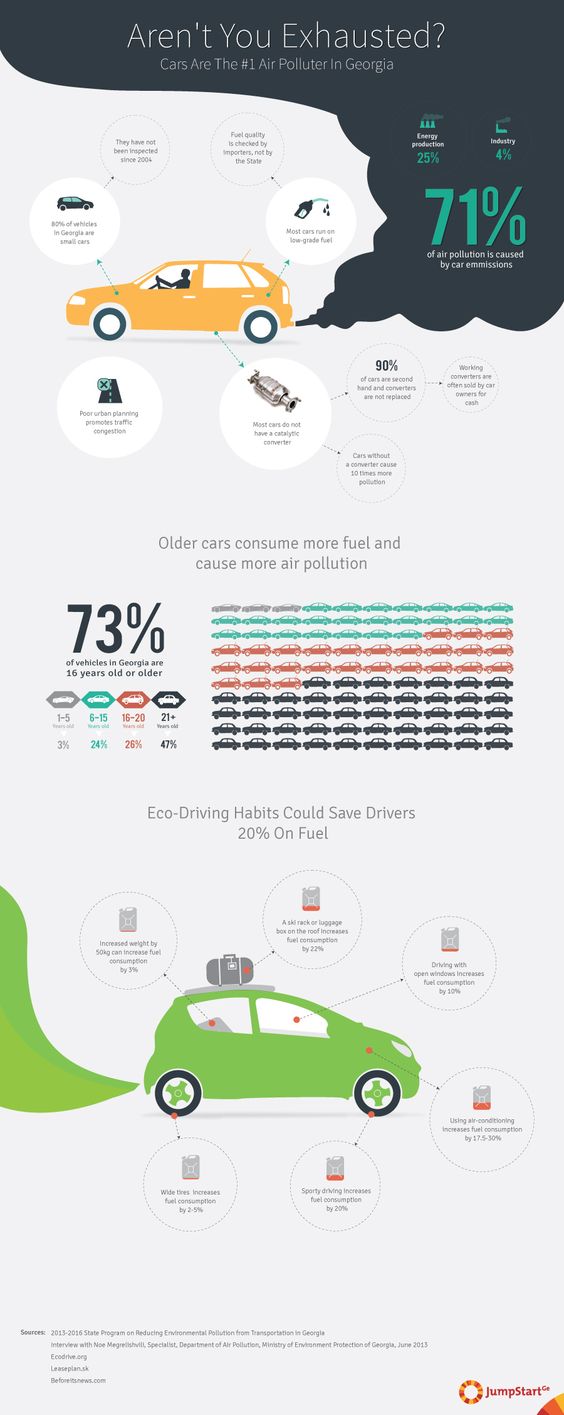 Aren't You Exhausted?
Cars Are The #1 Air Polluter In Georgia
They have not
been inspected
since 2004
Fuel quality
is checked by
importers, not by
the State
Energy
production
25%
Industry
4%
80% of vehicles
in Georgia are
small cars
Most cars run on
low-grade fuel
71%
of air pollution is caused
by car emmissions
Poor urban planning
promotes traffic
congestion
Most cars do not
have a catalytic
converter
90%
of cars are second
hand and converters
are not replaced
Working
converters are
often sold by car
owners for
cash
Cars without
a converter cause
10 times more
pollution
Older cars consume more fuel and
cause more air pollution
73%
of vehicles in Georgia are
16 years old or older
1–5
Years old
3%
6–15
Years old
24%
16–20
Years old
26%
21+
Years old
47%
Eco-Driving Habits Could Save Drivers
20% On Fuel
Increased weight by
50kg can increase fuel
consumption
by 3%
A ski rack or luggage
box on the roof increases
fuel consumption
by 22%
Driving with
open windows increases
fuel consumption
by 10%
Using air-conditioning
increases fuel consumption
by 17.5-30%
Wide tires increases
fuel consumption
by 2-5%
Sporty driving increases
fuel consumption
by 20%
Sources: 2013-2016 State Program on Reducing Environmental Pollution from Transportation in Georgia
Interview with Noe Megrelishvili, Specialist, Department of Air Pollution, Ministry of Environment Protection of Georgia, June 2013
Ecodrive.org
Leaseplan.sk
Beforeitsnews.com
JumpStart Ge